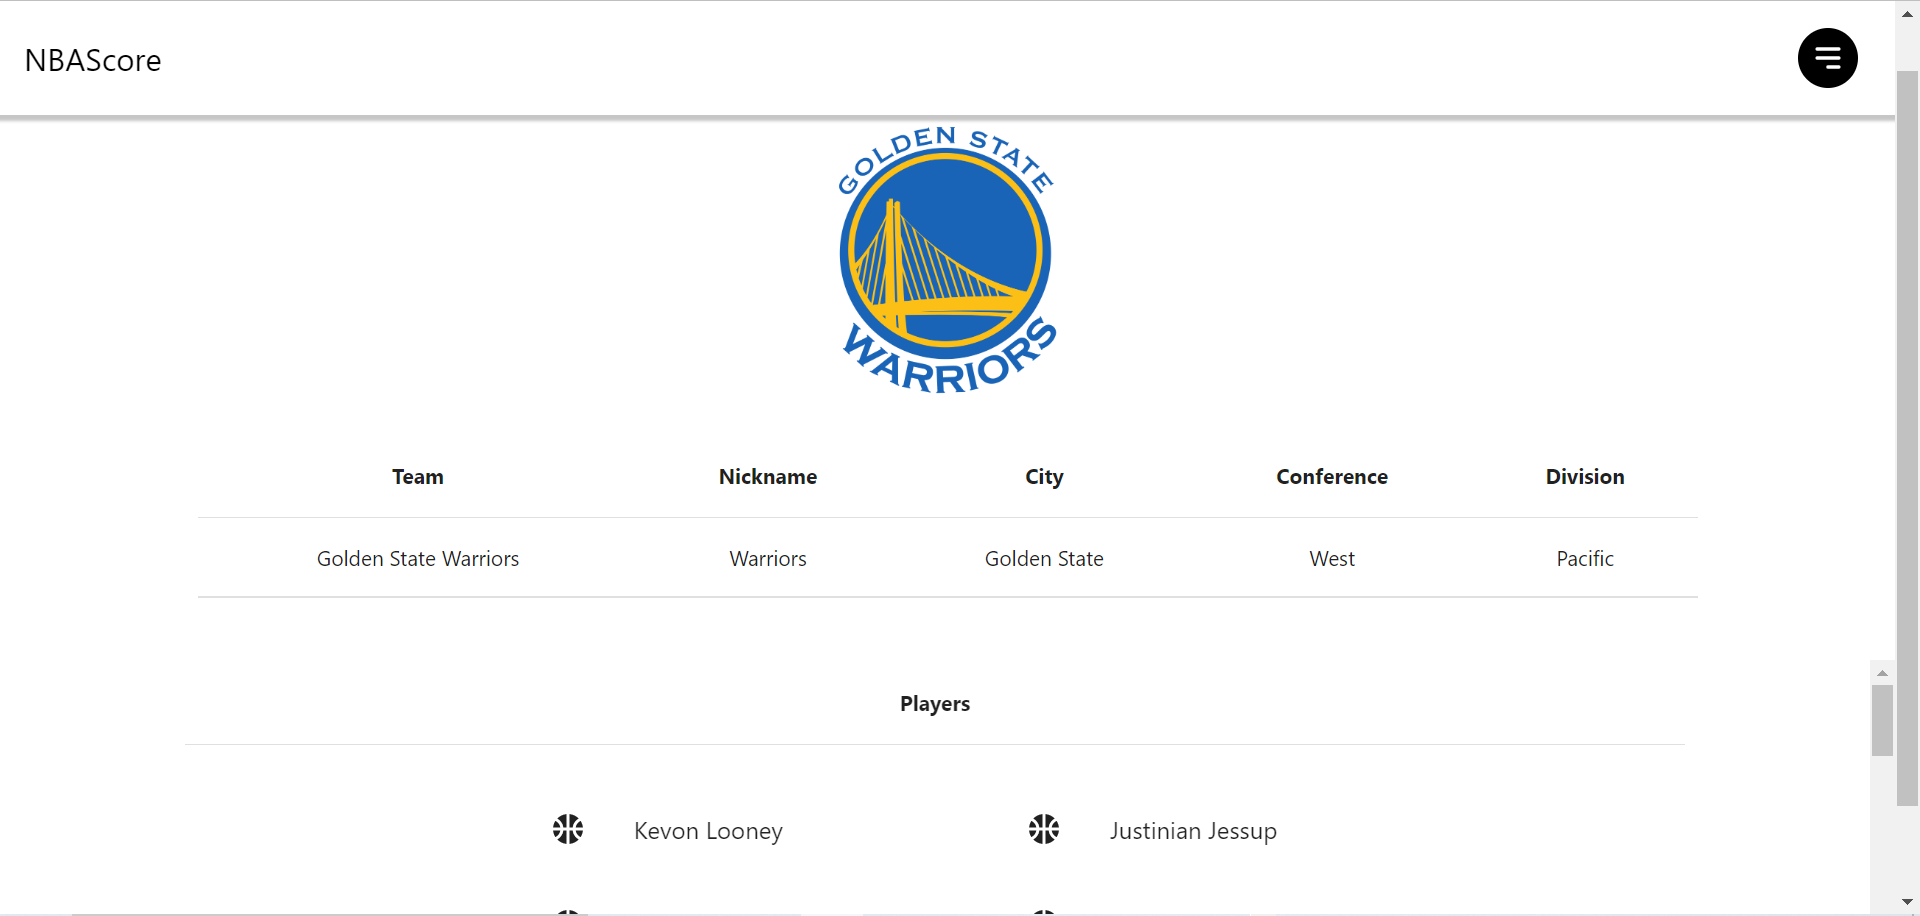 NBAScore
GOLDEN STATE
WARRIORS
Team Nickname City Conference Division
Golden State Warriors Warriors Golden State West Pacific
Players
Kevon Looney Justinian Jessup